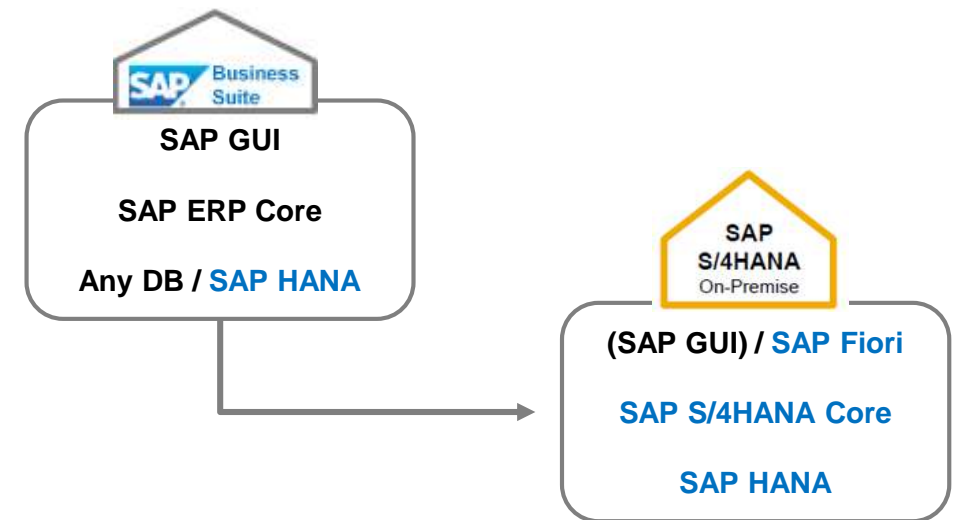 SAP Business
Suite
SAP GUI
SAP ERP Core
Any DB / SAP HANA
SAP
S/4HANA
On-Premise
(SAP GUI) / SAP Fiori
SAP S/4HANA Core
SAP HANA